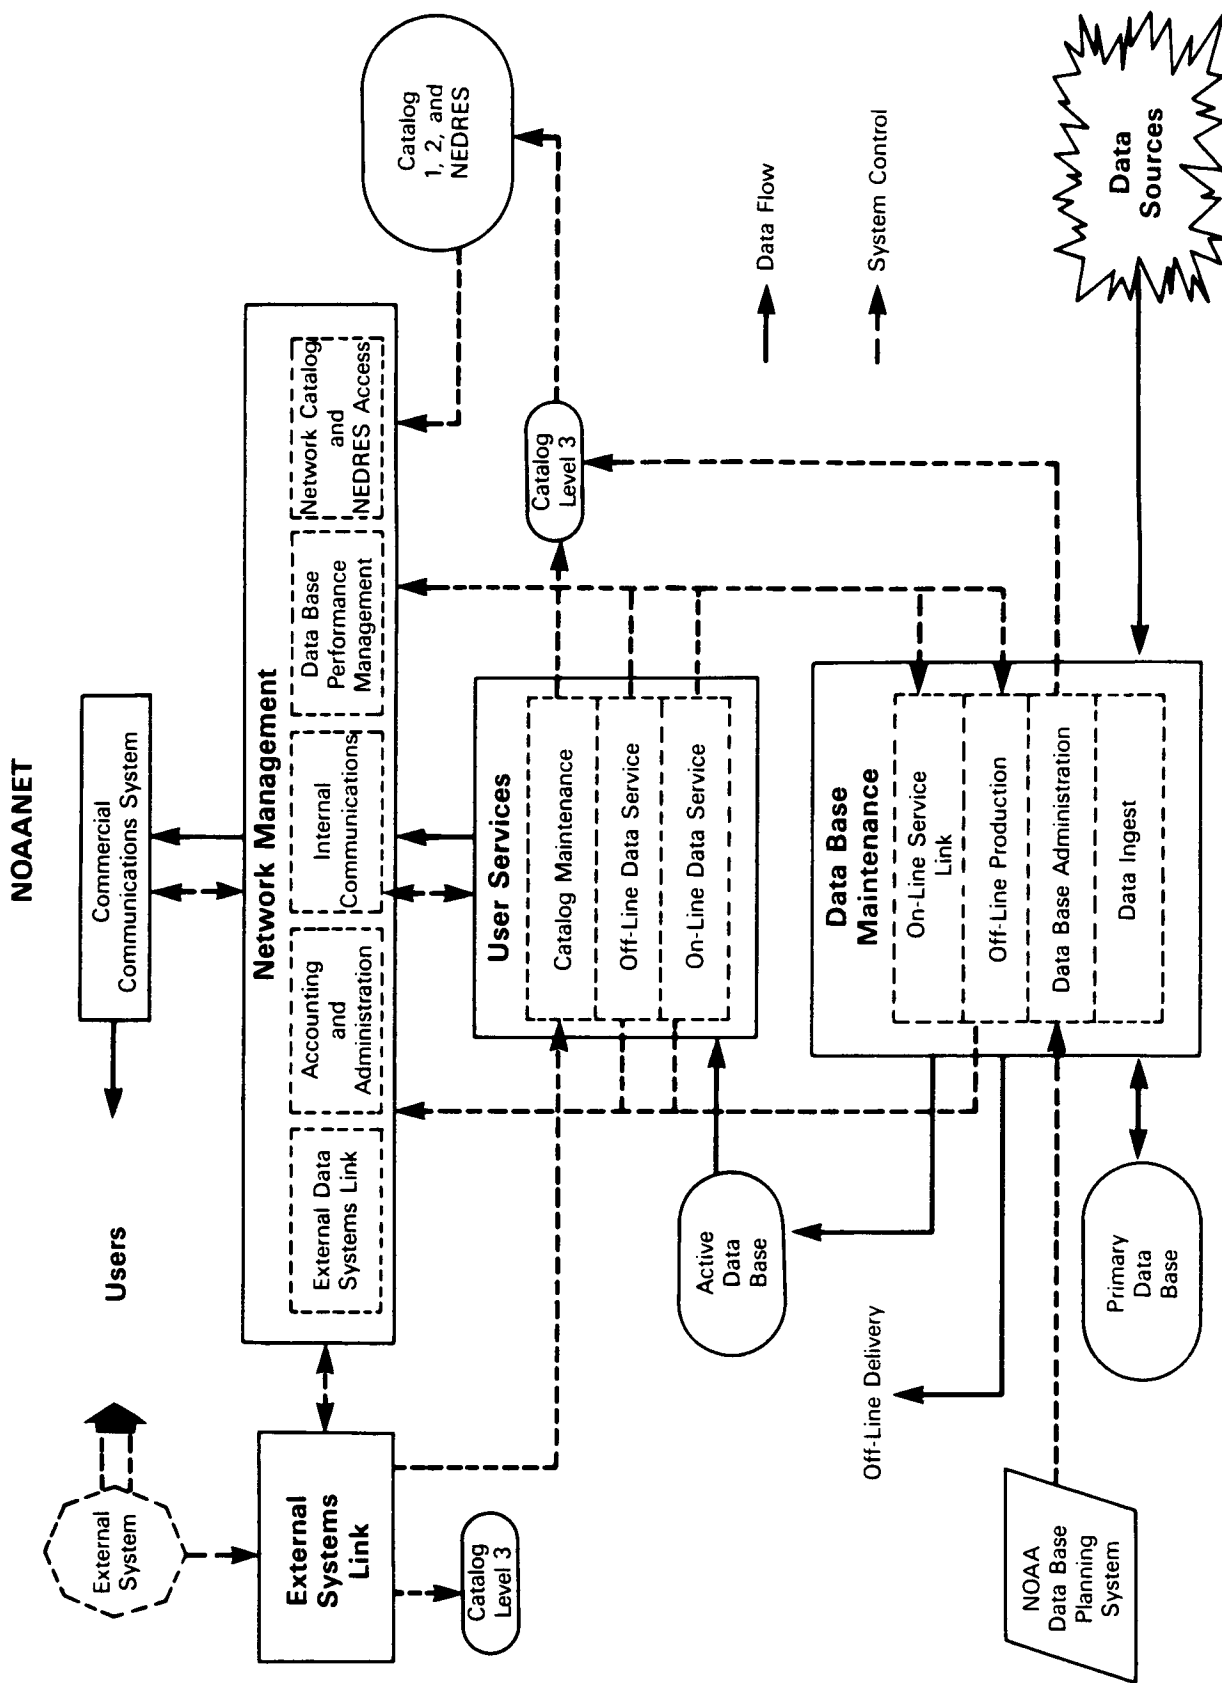 NOAANET
External
System
Users
Commercial
Communications System
External
Systems
Link
Network Management
External Data
Systems Link
Accounting
and
Administration
Internal
Communications
Data Base
Performance
Management
Network Catalog
and
NEDRES Access
Catalog
1, 2, and
NEDRES
Catalog
Level 3
User Services
Catalog Maintenance
Off-Line Data Service
On-Line Data Service
Catalog
Level 3
Active
Data
Base
Data Flow
System Control
Off-Line Delivery
Data Base
Maintenance
On-Line Service
Link
Off-Line Production
Data Base Administration
Data Ingest
NOAA
Data Base
Planning
System
Primary
Data
Base
Data
Sources